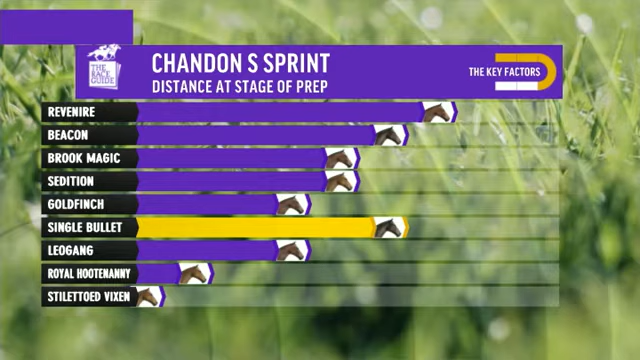 THE RACE GUIDE
CHANDON S SPRINT
DISTANCE AT STAGE OF PREP
THE KEY FACTORS
REVENIRE
BEACON
BROOK MAGIC
SEDITION
GOLDFINCH
SINGLE BULLET
LEOGANG
ROYAL HOOTENANNY
STILETTOED VIXEN